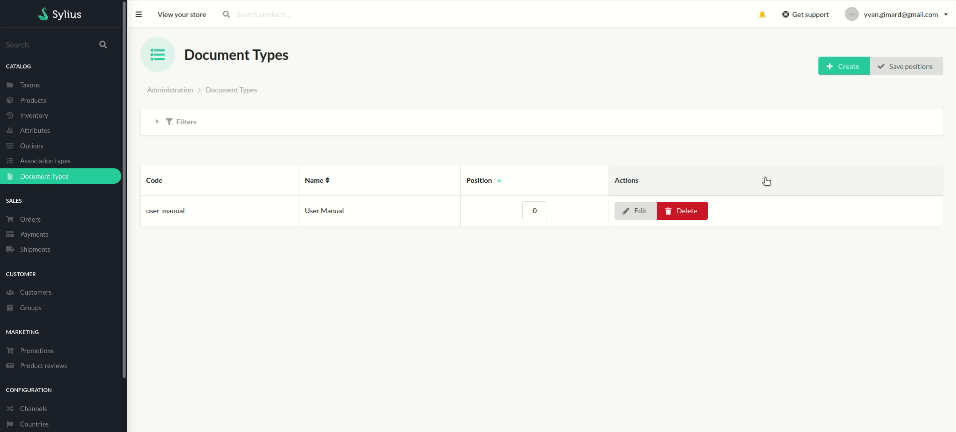 Sylius
View your store
Search products...
Get support
yvan.gimard@gmail.com
Search
CATALOG
Taxons
Products
Inventory
Attributes
Options
Association types
Document Types
SALES
Orders
Payments
Shipments
CUSTOMER
Customers
Groups
MARKETING
Promotions
Product reviews
CONFIGURATION
Channels
Countries
Document Types
Create
Save positions
Administration
Document Types
Filters
Code
Name
Position
Actions
user_manual
User Manual
0
Edit
Delete